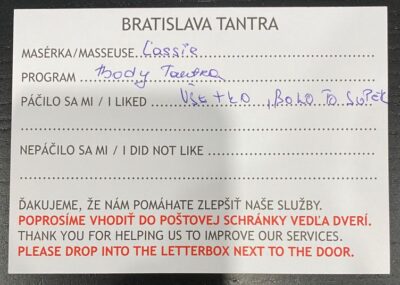 BRATISLAVA TANTRA
MASÉRKA/MASSEUSE Cassie
PROGRAM Body Tantra
PÁČILO SA MI / I LIKED Všetko, Bolo to super
NEPÁČILO SA MI / I DID NOT LIKE
ĎAKUJEME, ŽE NÁM POMÁHATE ZLEPŠIŤ NAŠE SLUŽBY.
POPROSÍME VHODIŤ DO POŠTOVEJ SCHRÁNKY VEDĽA DVERÍ.
THANK YOU FOR HELPING US TO IMPROVE OUR SERVICES.
PLEASE DROP INTO THE LETTERBOX NEXT TO THE DOOR.